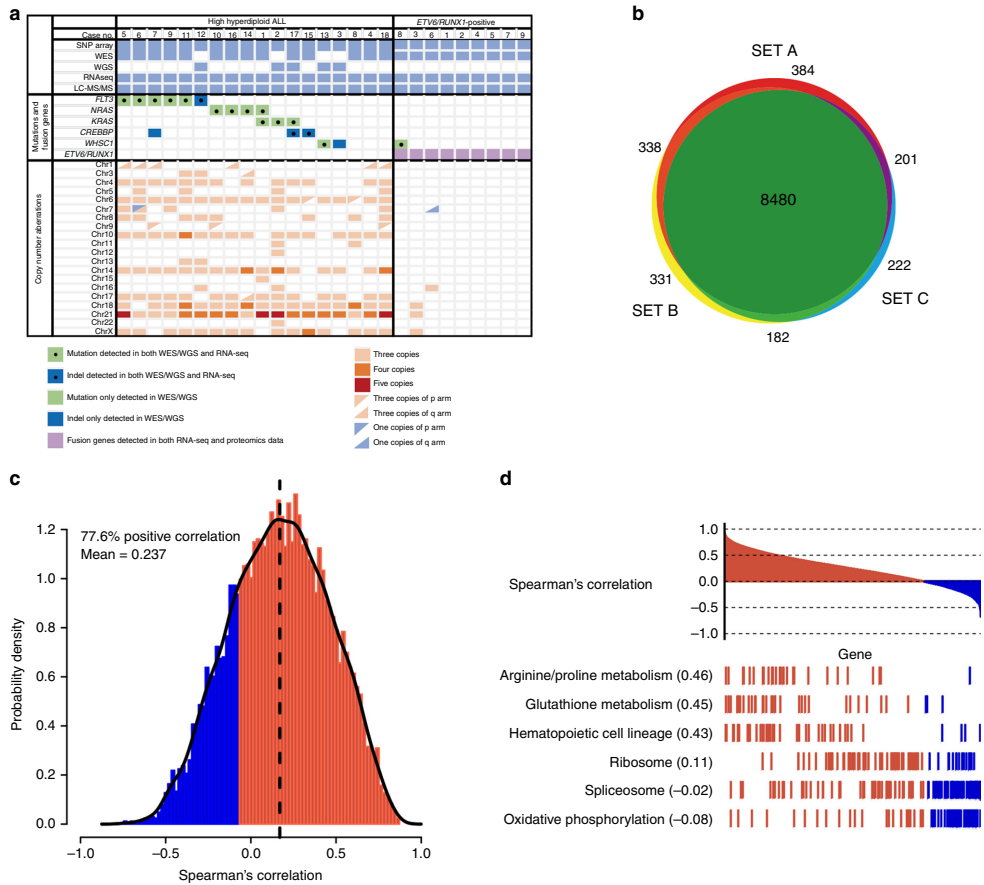 a
High hyperdiploid ALL
ETV6/RUNX1-positive
Case no. 5 6 7 9 11 12 10 16 14 1 2 17 15 13 3 8 4 18 8 3 6 1 2 4 5 7 9
SNP array
WES
WGS
RNAseq
LC-MS/MS
Mutations and fusion genes
FLT3
NRAS
KRAS
CREBBP
WHSC1
ETV6/RUNX1
Copy number aberrations
Chr1
Chr3
Chr4
Chr5
Chr6
Chr7
Chr8
Chr9
Chr10
Chr11
Chr12
Chr13
Chr14
Chr15
Chr16
Chr17
Chr18
Chr21
Chr22
ChrX
Mutation detected in both WES/WGS and RNA-seq
Indel detected in both WES/WGS and RNA-seq
Mutation only detected in WES/WGS
Indel only detected in WES/WGS
Fusion genes detected in both RNA-seq and proteomics data
Three copies
Four copies
Five copies
Three copies of p arm
Three copies of q arm
One copies of p arm
One copies of q arm
b
SET A
384
338
201
8480
331
222
SET B
SET C
182
c
77.6% positive correlation
Mean = 0.237
Probability density
1.2
1.0
0.8
0.6
0.4
0.2
0.0
−1.0 −0.5 0.0 0.5 1.0
Spearman's correlation
d
Spearman's correlation
1.0
0.5
0.0
−0.5
−1.0
Gene
Arginine/proline metabolism (0.46)
Glutathione metabolism (0.45)
Hematopoietic cell lineage (0.43)
Ribosome (0.11)
Spliceosome (−0.02)
Oxidative phosphorylation (−0.08)